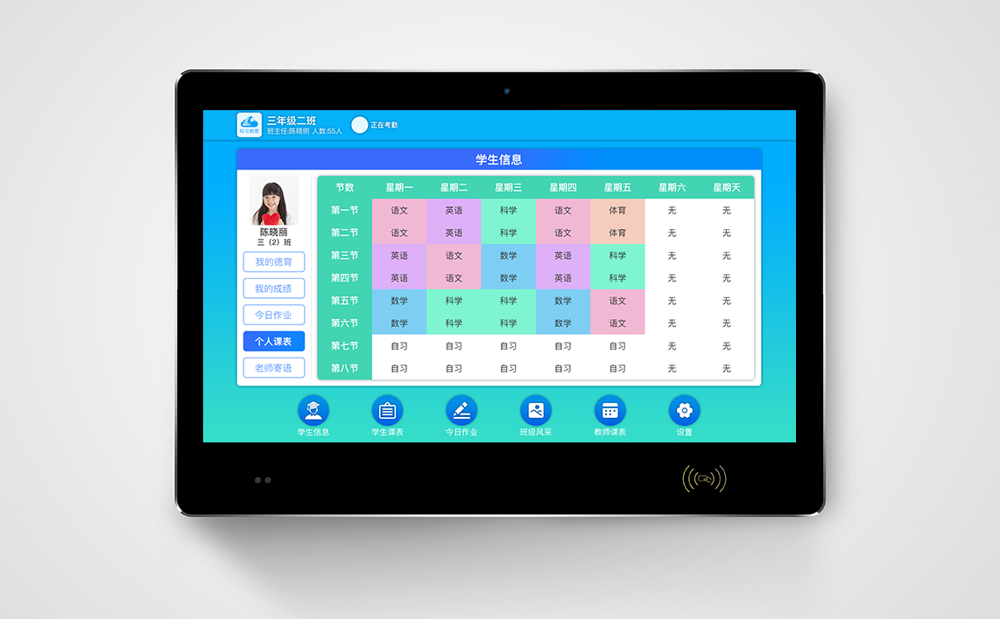 三年级二班
班主任:陈晓明 人数:55人
正在考勤
知鸟教育
学生信息
陈晓丽
三（2）班
我的德育
我的成绩
今日作业
个人课表
老师寄语
节数 星期一 星期二 星期三 星期四 星期五 星期六 星期天
第一节 语文 英语 科学 语文 体育 无 无
第二节 语文 英语 科学 语文 体育 无 无
第三节 英语 语文 数学 英语 科学 无 无
第四节 英语 语文 数学 英语 科学 无 无
第五节 数学 科学 科学 数学 语文 无 无
第六节 数学 科学 科学 数学 语文 无 无
第七节 自习 自习 自习 自习 自习 无 无
第八节 自习 自习 自习 自习 自习 无 无
学生信息 学生课表 今日作业 班级风采 教师课表 设置